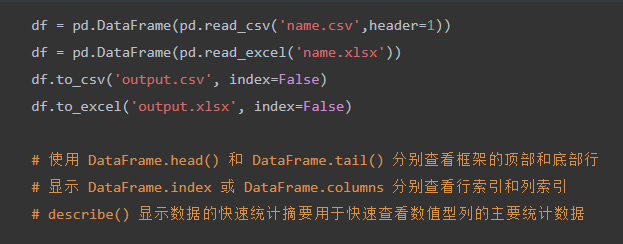 df = pd.DataFrame(pd.read_csv('name.csv',header=1))
df = pd.DataFrame(pd.read_excel('name.xlsx'))
df.to_csv('output.csv', index=False)
df.to_excel('output.xlsx', index=False)
# 使用 DataFrame.head() 和 DataFrame.tail() 分别查看框架的顶部和底部行
# 显示 DataFrame.index 或 DataFrame.columns 分别查看行索引和列索引
# describe() 显示数据的快速统计摘要用于快速查看数值型列的主要统计数据